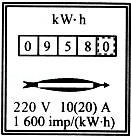 kW·h
0 9 5 8 0
220 V 10(20) A
1 600 imp/(kW·h)